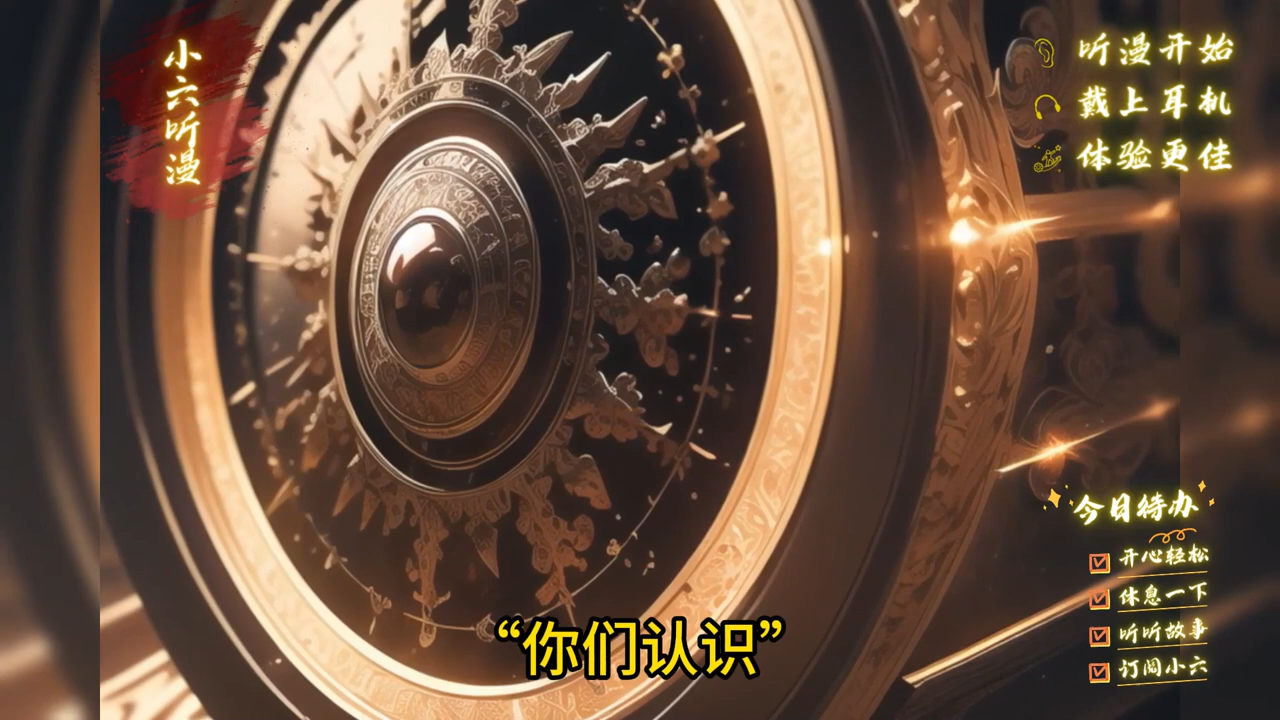 小六听漫
听漫开始
戴上耳机
体验更佳
今日待办
开心轻松
休息一下
听听故事
订阅小六
“你们认识”